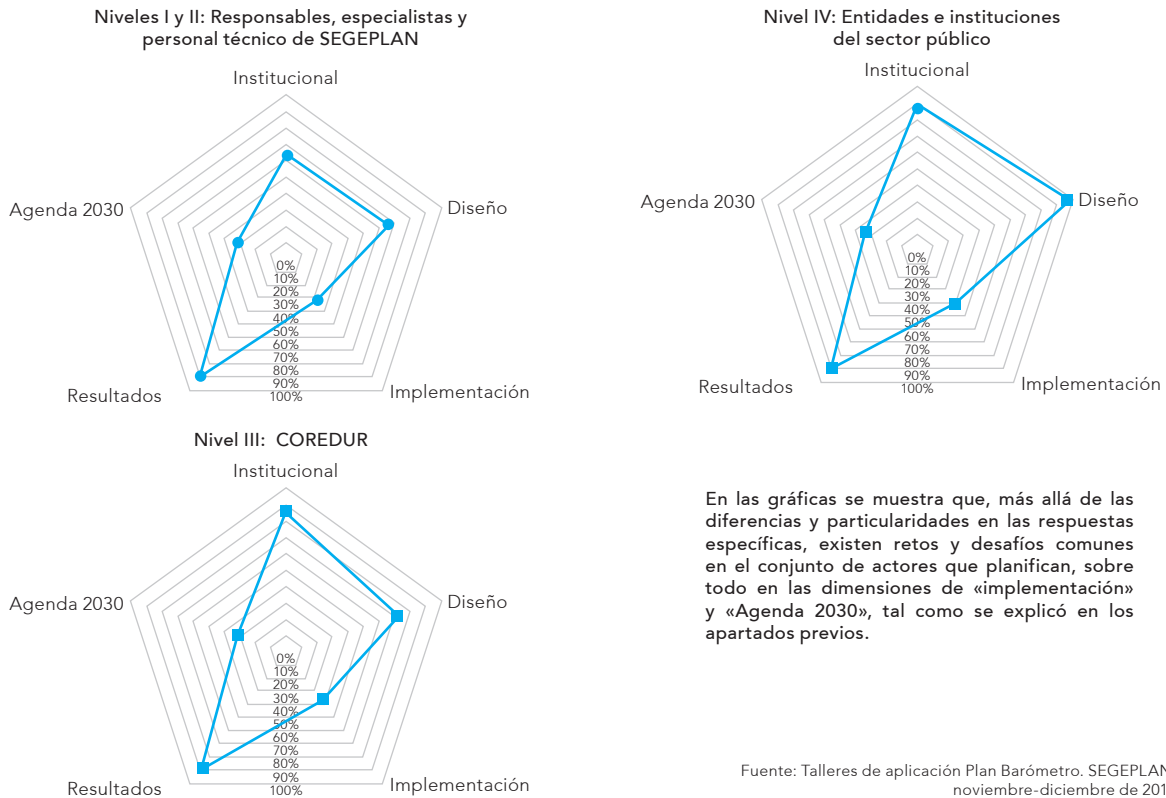 Niveles I y II: Responsables, especialistas y
personal técnico de SEGEPLAN
Institucional
Agenda 2030
Diseño
0%
10%
20%
30%
40%
50%
60%
70%
80%
90%
100%
Resultados
Implementación
Nivel IV: Entidades e instituciones
del sector público
Institucional
Agenda 2030
Diseño
0%
10%
20%
30%
40%
50%
60%
70%
80%
90%
100%
Resultados
Implementación
Nivel III: COREDUR
Institucional
Agenda 2030
Diseño
0%
10%
20%
30%
40%
50%
60%
70%
80%
90%
100%
Resultados
Implementación
En las gráficas se muestra que, más allá de las
diferencias y particularidades en las respuestas
específicas, existen retos y desafíos comunes
en el conjunto de actores que planifican, sobre
todo en las dimensiones de «implementación»
y «Agenda 2030», tal como se explicó en los
apartados previos.
Fuente: Talleres de aplicación Plan Barómetro. SEGEPLAN
noviembre-diciembre de 201